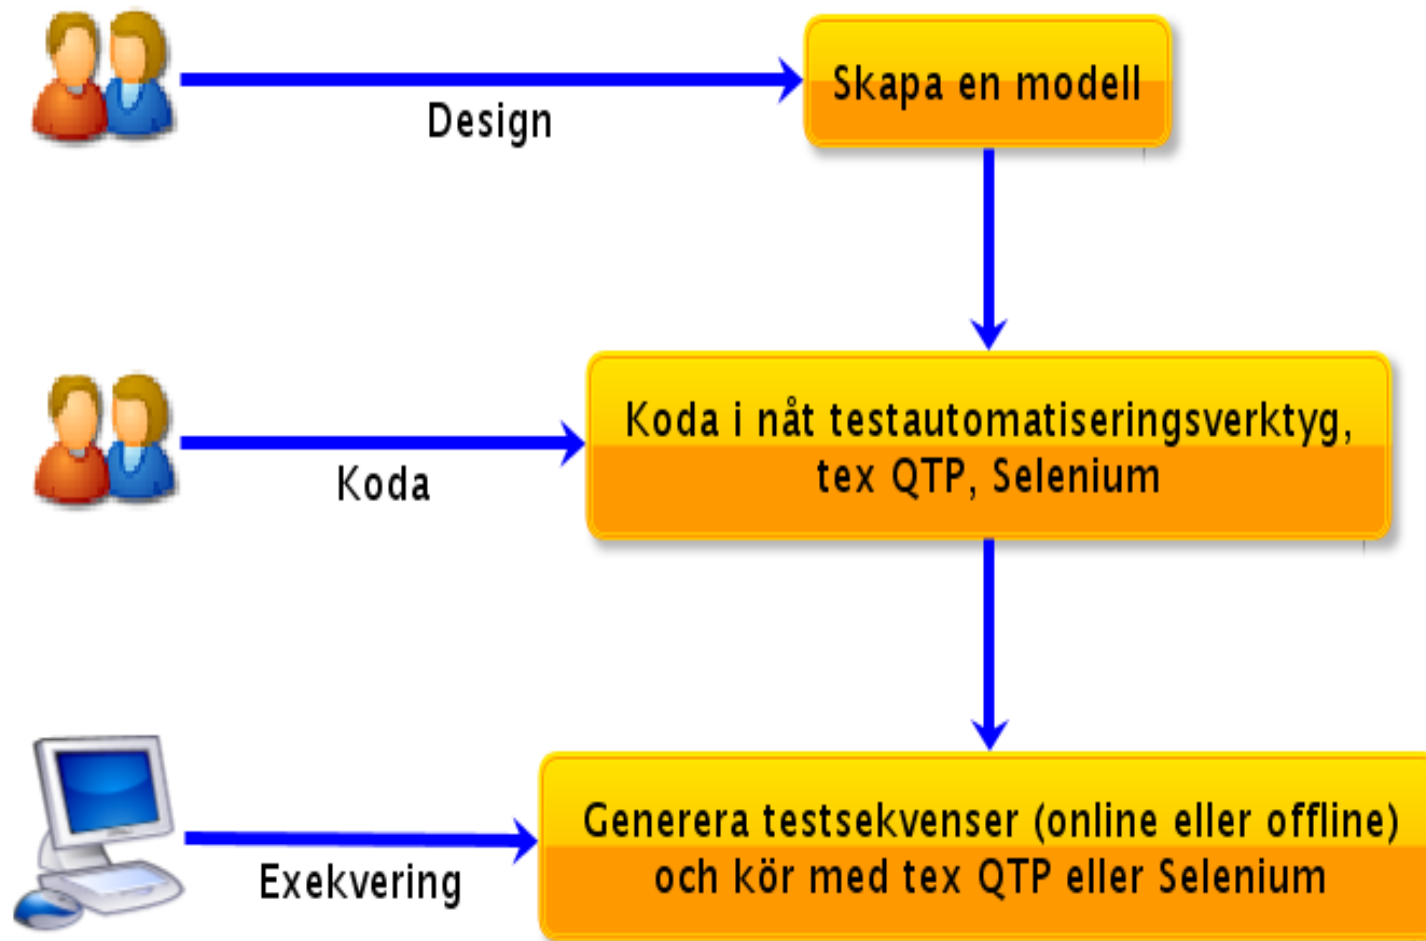 Skapa en modell
Design
Koda i nåt testautomatiseringsverktyg,
tex QTP, Selenium
Koda
Generera testsekvenser (online eller offline)
och kör med tex QTP eller Selenium
Exekvering